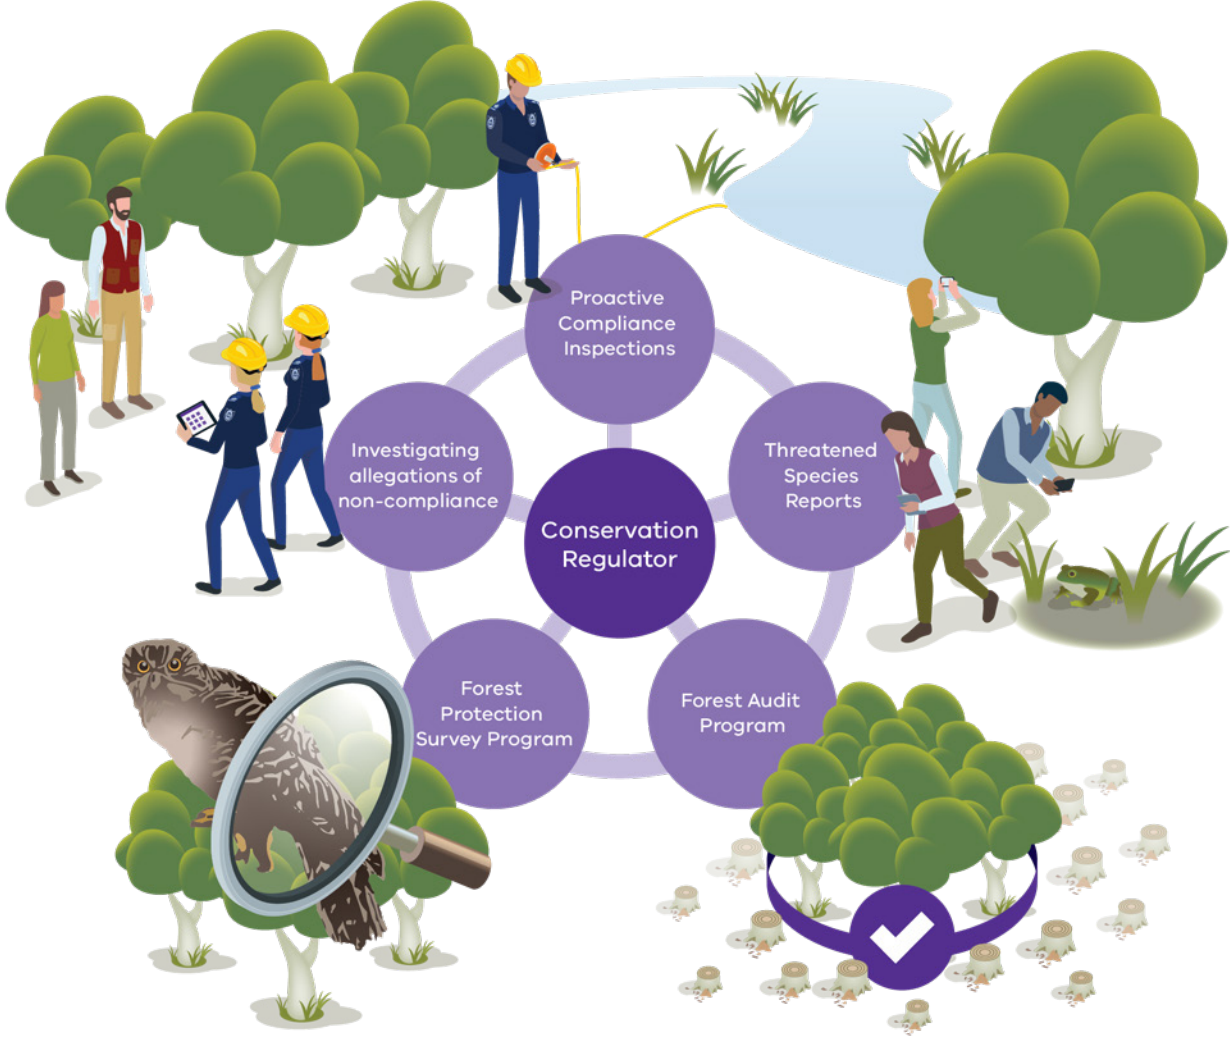 Proactive
Compliance
Inspections
Investigating
allegations of
non-compliance
Threatened
Species
Reports
Conservation
Regulator
Forest
Protection
Survey Program
Forest Audit
Program